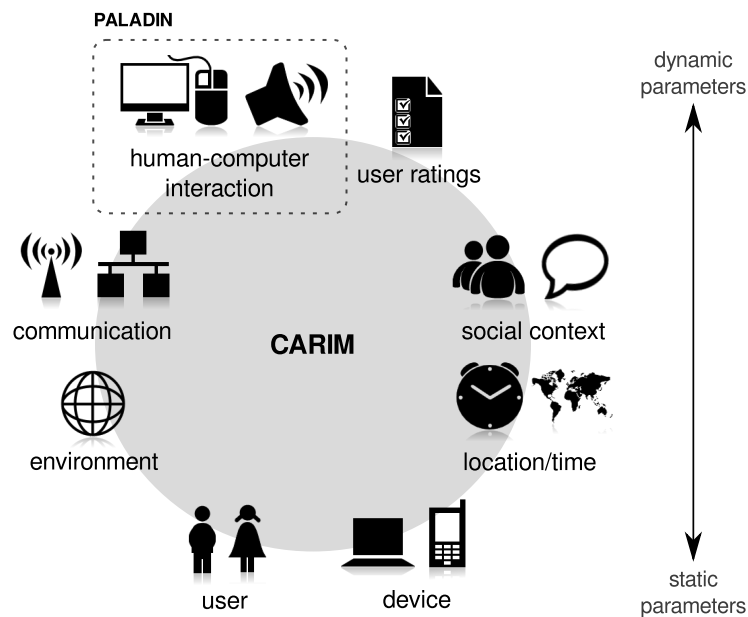 PALADIN
dynamic
parameters
human-computer
interaction
user ratings
communication
social context
CARIM
environment
location/time
user
device
static
parameters